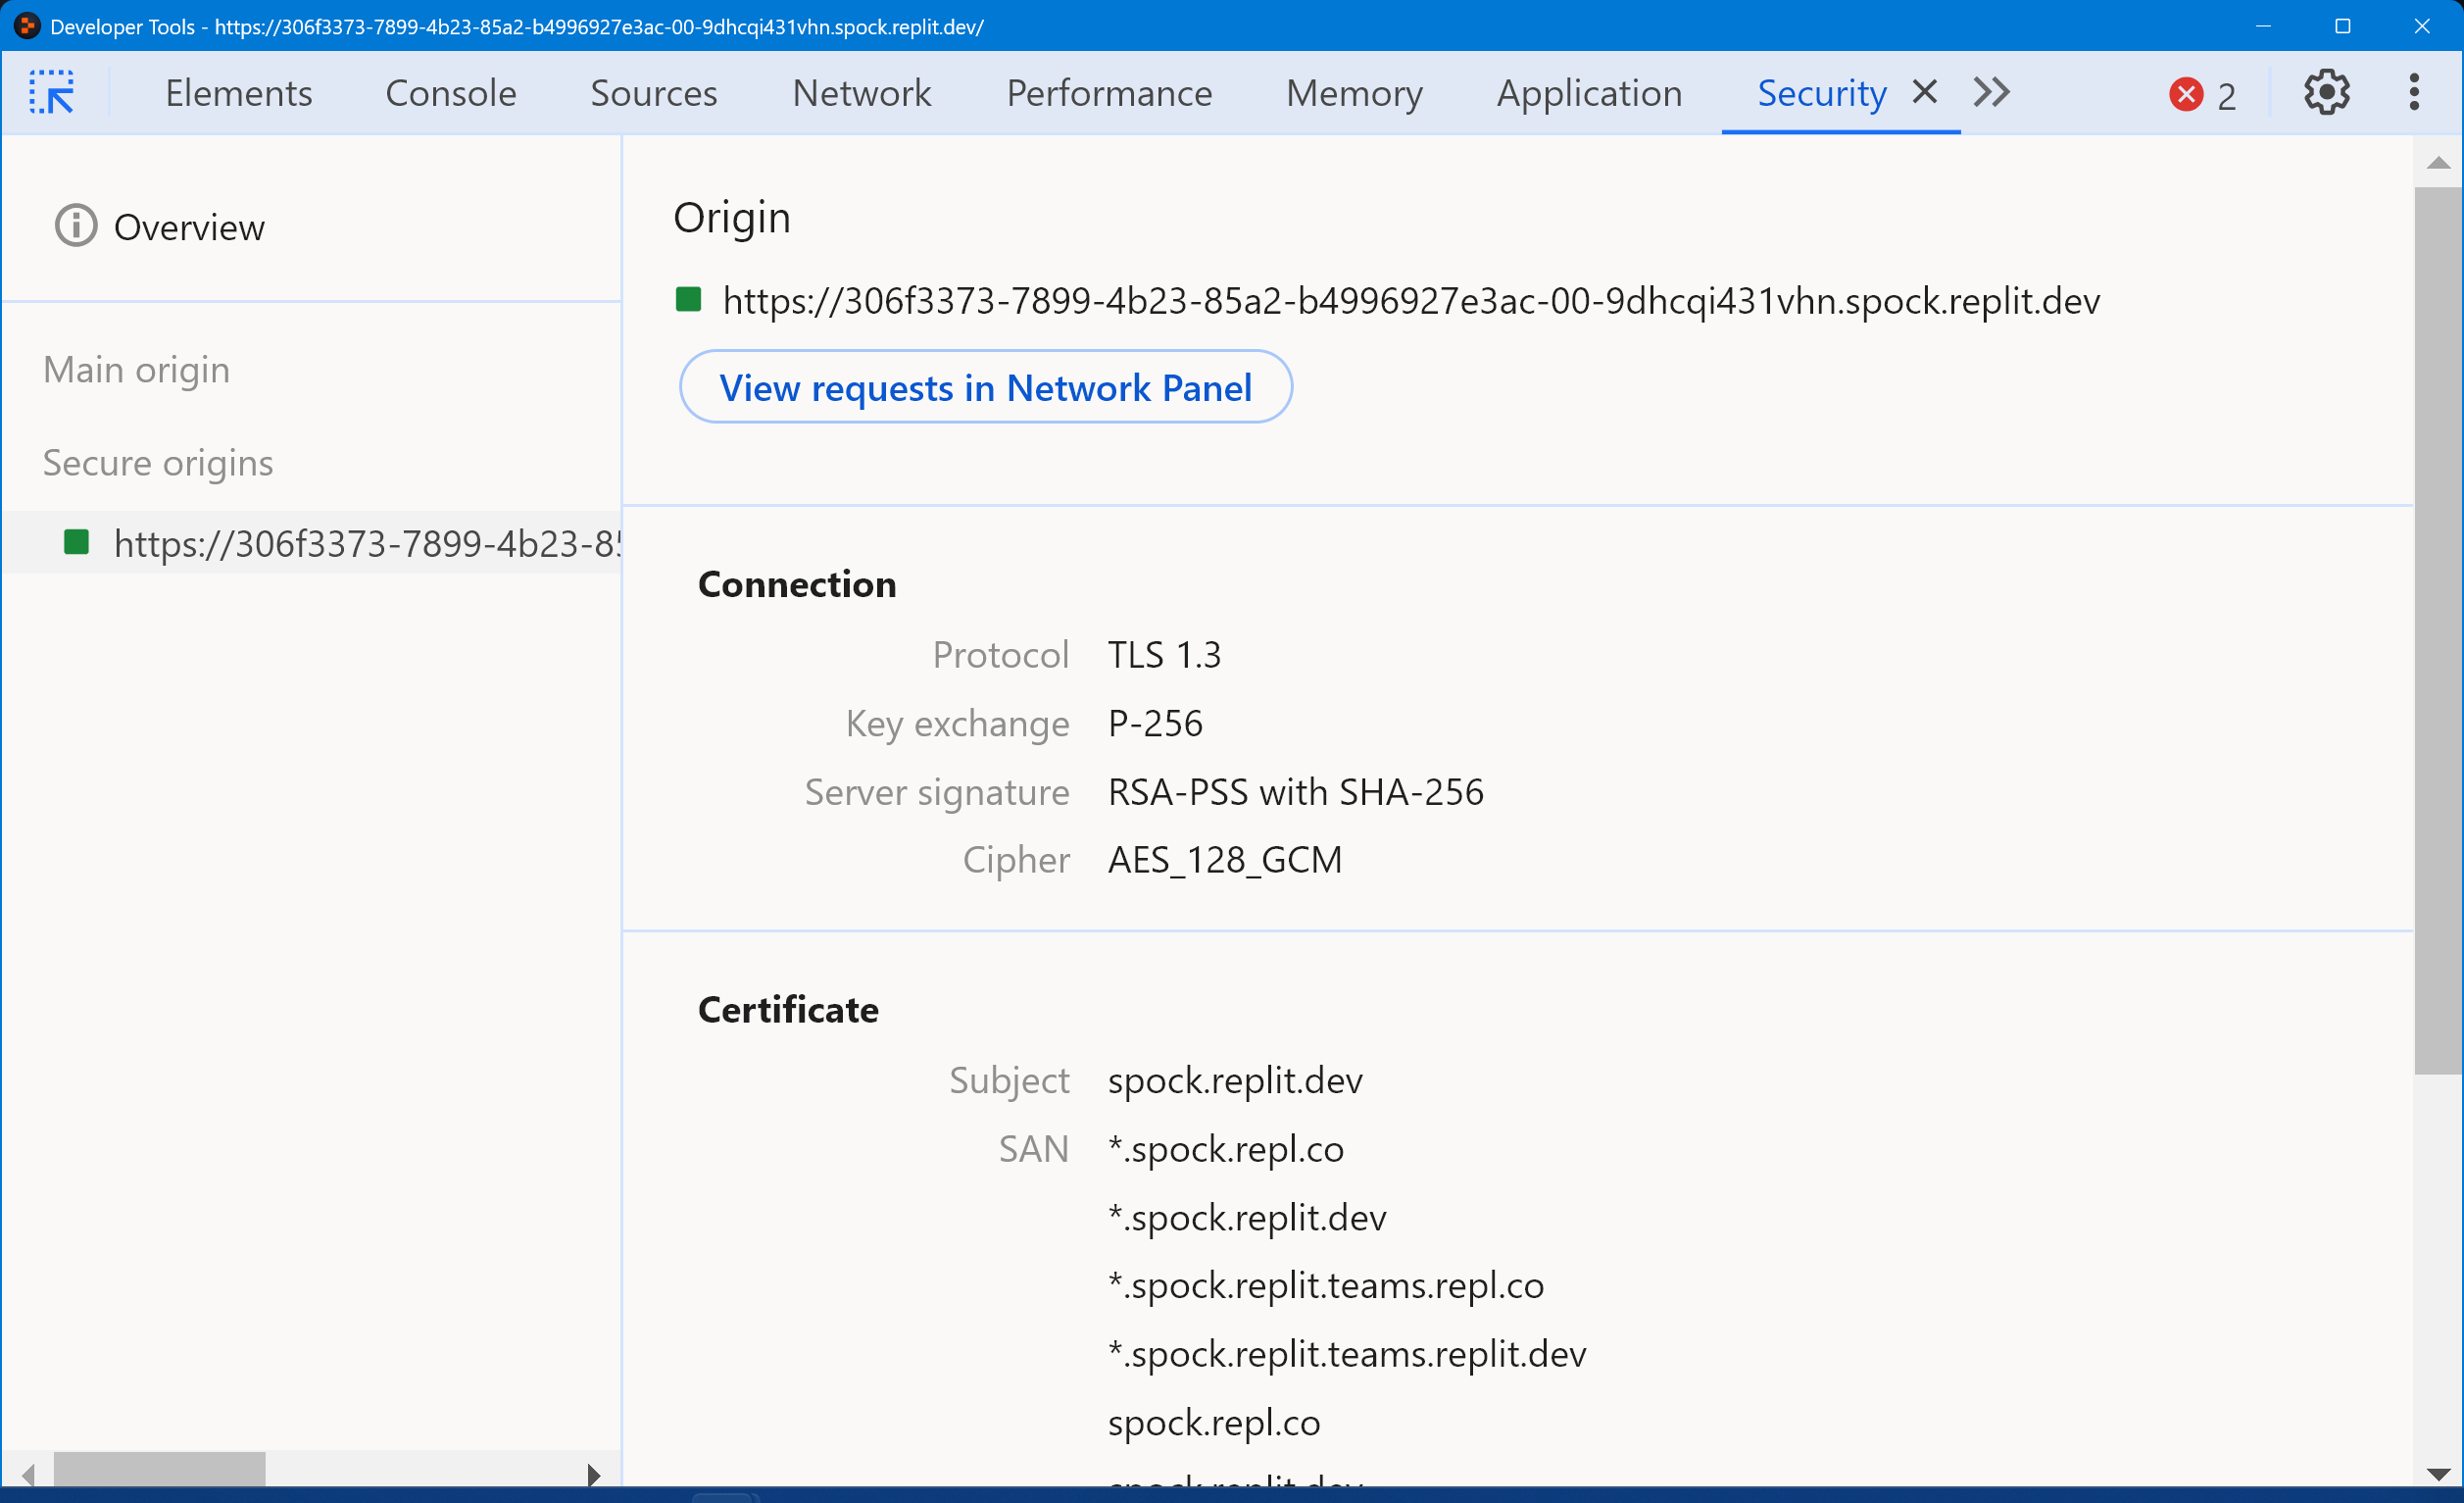 Developer Tools - https://306f3373-7899-4b23-85a2-b4996927e3ac-00-9dhcqi431vhn.spock.replit.dev/
Elements Console Sources Network Performance Memory Application Security 2
Overview
Main origin
Secure origins
https://306f3373-7899-4b23-85
Origin
https://306f3373-7899-4b23-85a2-b4996927e3ac-00-9dhcqi431vhn.spock.replit.dev
View requests in Network Panel
Connection
Protocol TLS 1.3
Key exchange P-256
Server signature RSA-PSS with SHA-256
Cipher AES_128_GCM
Certificate
Subject spock.replit.dev
SAN *.spock.repl.co
*.spock.replit.dev
*.spock.replit.teams.repl.co
*.spock.replit.teams.replit.dev
spock.repl.co
spock.replit.dev